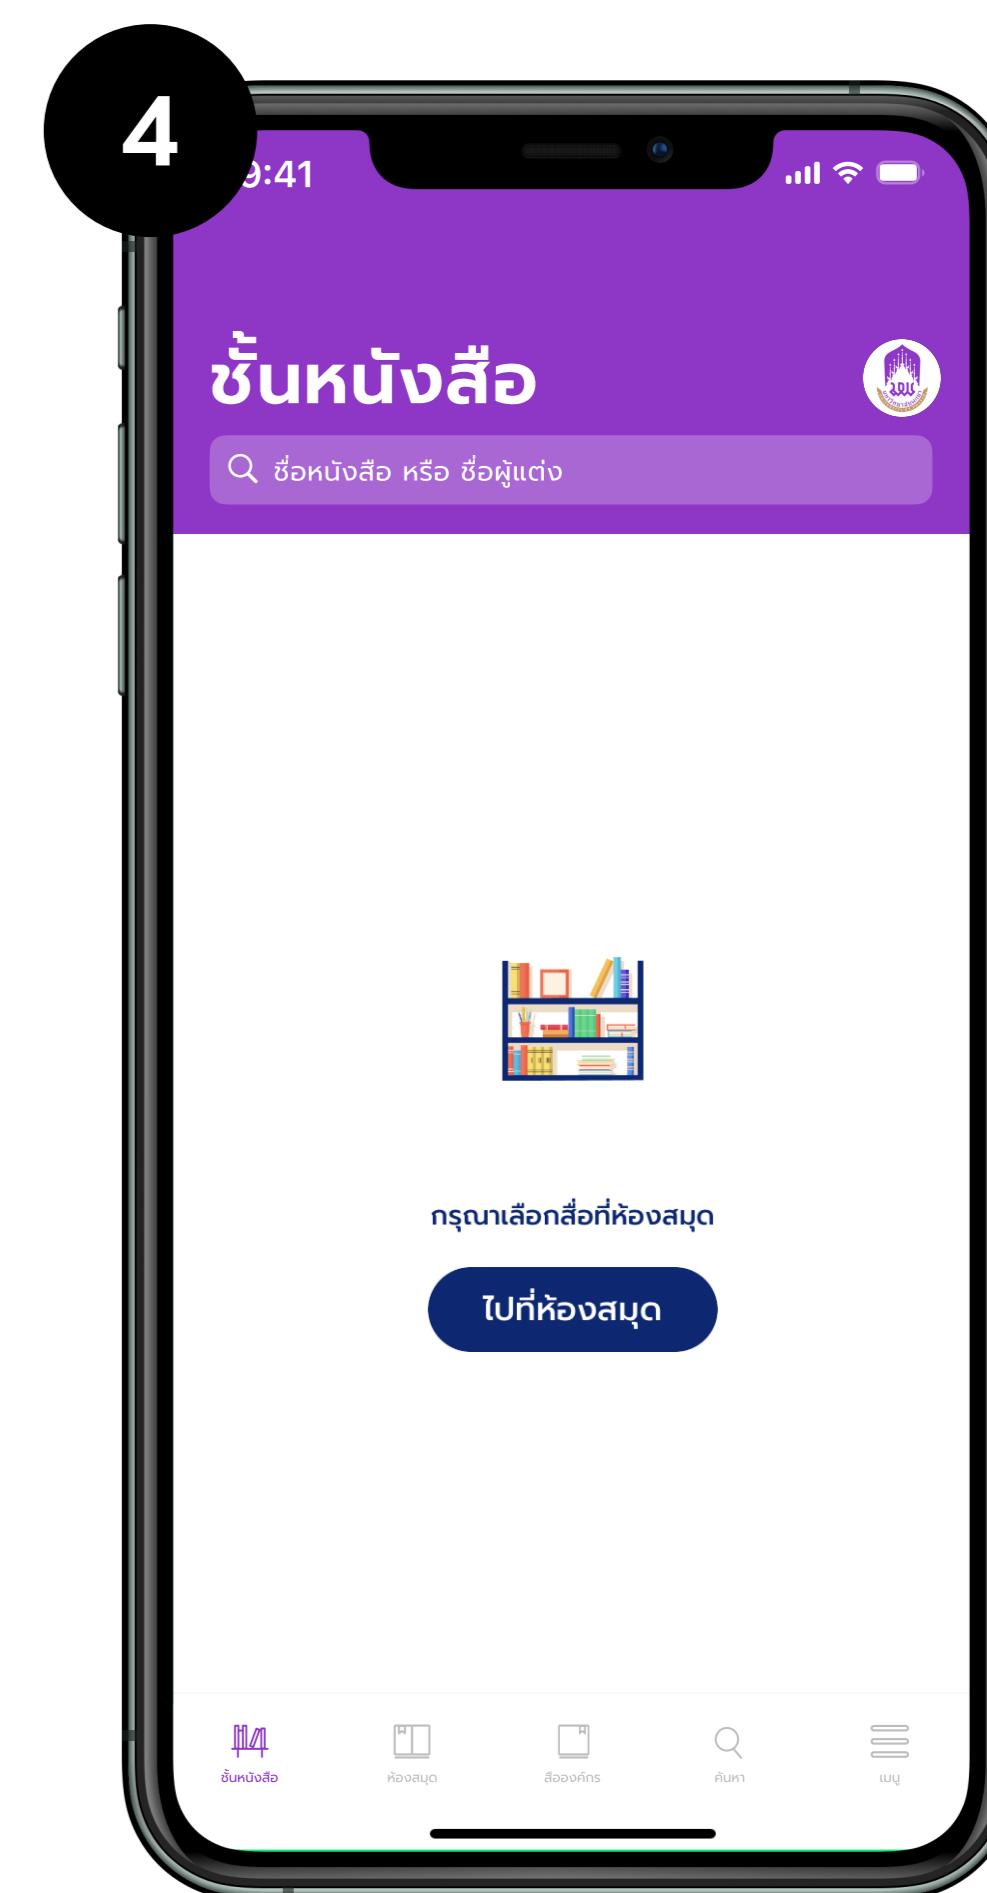 4
9:41
ชั้นหนังสือ
ชื่อหนังสือ หรือ ชื่อผู้แต่ง
กรุณาเลือกสื่อที่ห้องสมุด
ไปที่ห้องสมุด
ชั้นหนังสือ
ห้องสมุด
สื่อองค์กร
ค้นหา
เมนู